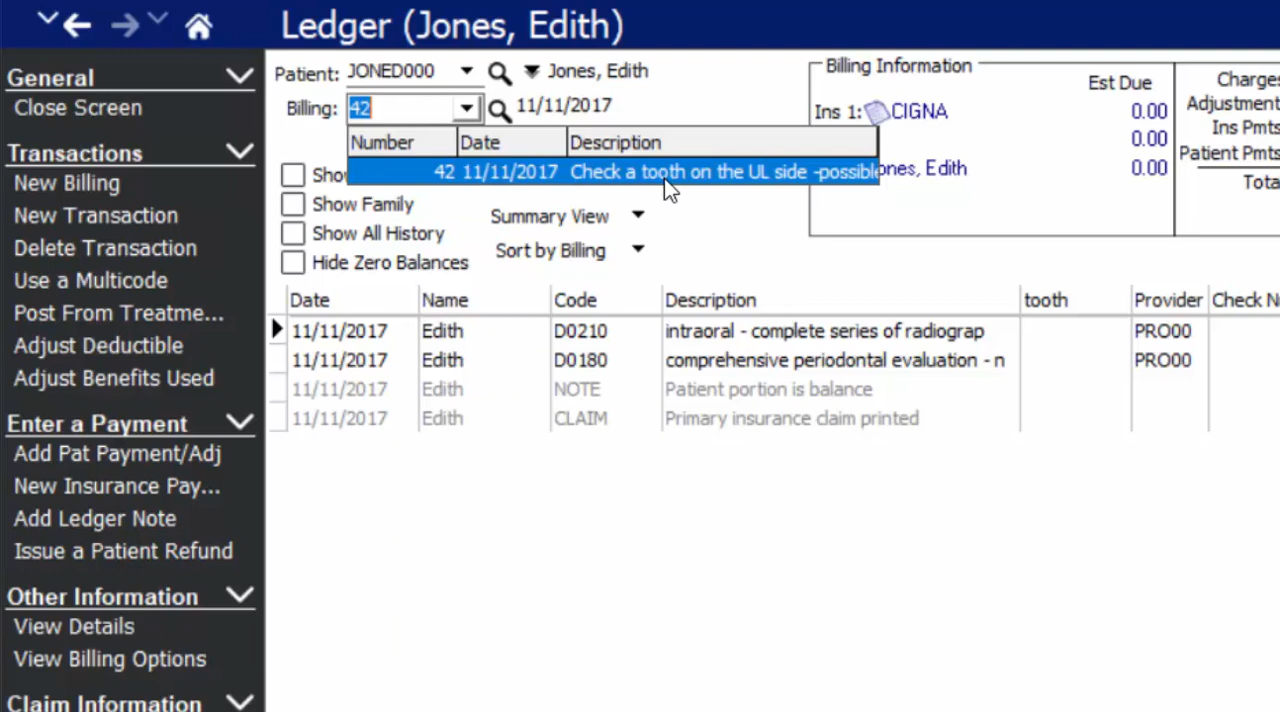 Ledger (Jones, Edith)
General
Close Screen
Transactions
New Billing
New Transaction
Delete Transaction
Use a Multicode
Post From Treatme...
Adjust Deductible
Adjust Benefits Used
Enter a Payment
Add Pat Payment/Adj
New Insurance Pay...
Add Ledger Note
Issue a Patient Refund
Other Information
View Details
View Billing Options
Claim Information
Patient: JONED000 Jones, Edith
Billing: 42 11/11/2017
Number Date Description
42 11/11/2017 Check a tooth on the UL side -possible
Show Family
Show All History
Hide Zero Balances
Summary View
Sort by Billing
Billing Information
Est Due
Ins 1: CIGNA 0.00
0.00
Edith 0.00
Charges
Adjustment
Ins Pmts
Patient Pmts
Tota
Date Name Code Description tooth Provider Check N
11/11/2017 Edith D0210 intraoral - complete series of radiograp PRO00
11/11/2017 Edith D0180 comprehensive periodontal evaluation - n PRO00
11/11/2017 Edith NOTE Patient portion is balance
11/11/2017 Edith CLAIM Primary insurance claim printed